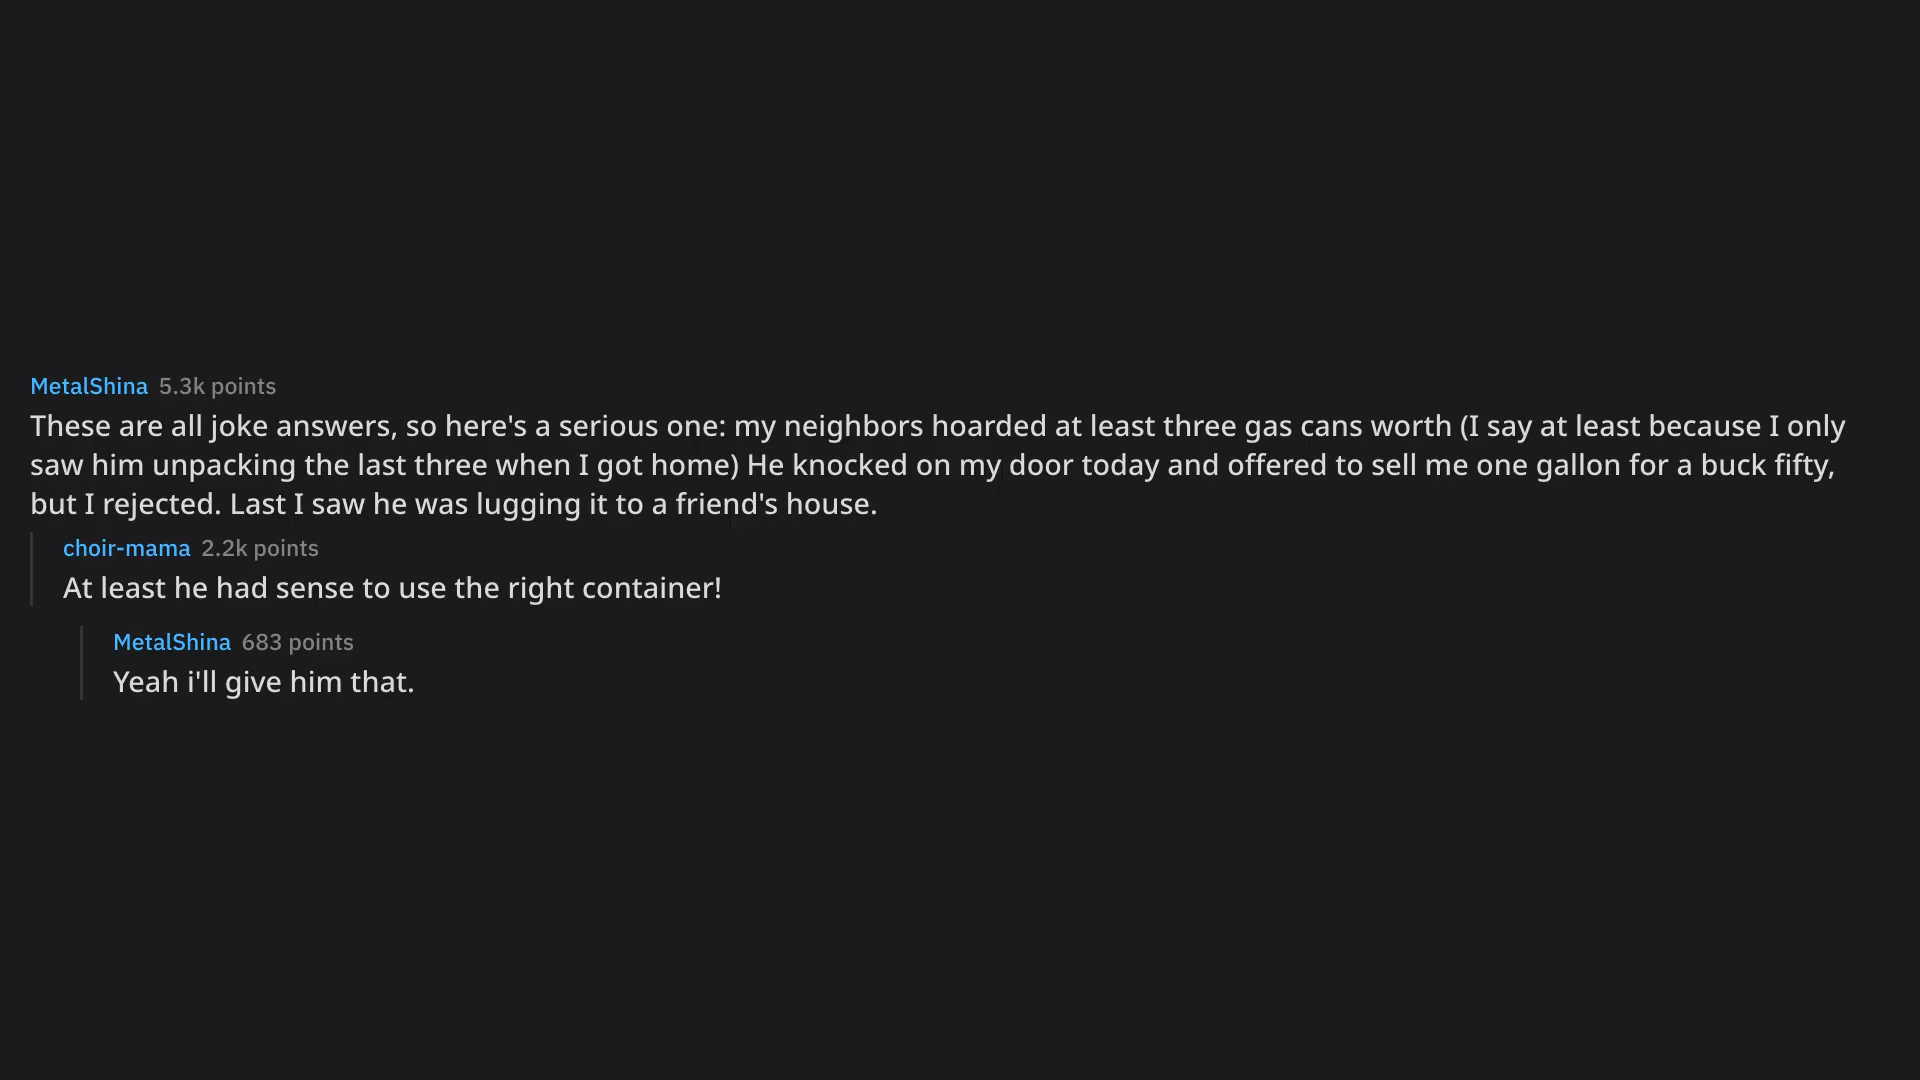 MetalShina 5.3k points
These are all joke answers, so here's a serious one: my neighbors hoarded at least three gas cans worth (I say at least because I only
saw him unpacking the last three when I got home) He knocked on my door today and offered to sell me one gallon for a buck fifty,
but I rejected. Last I saw he was lugging it to a friend's house.
choir-mama 2.2k points
At least he had sense to use the right container!
MetalShina 683 points
Yeah i'll give him that.